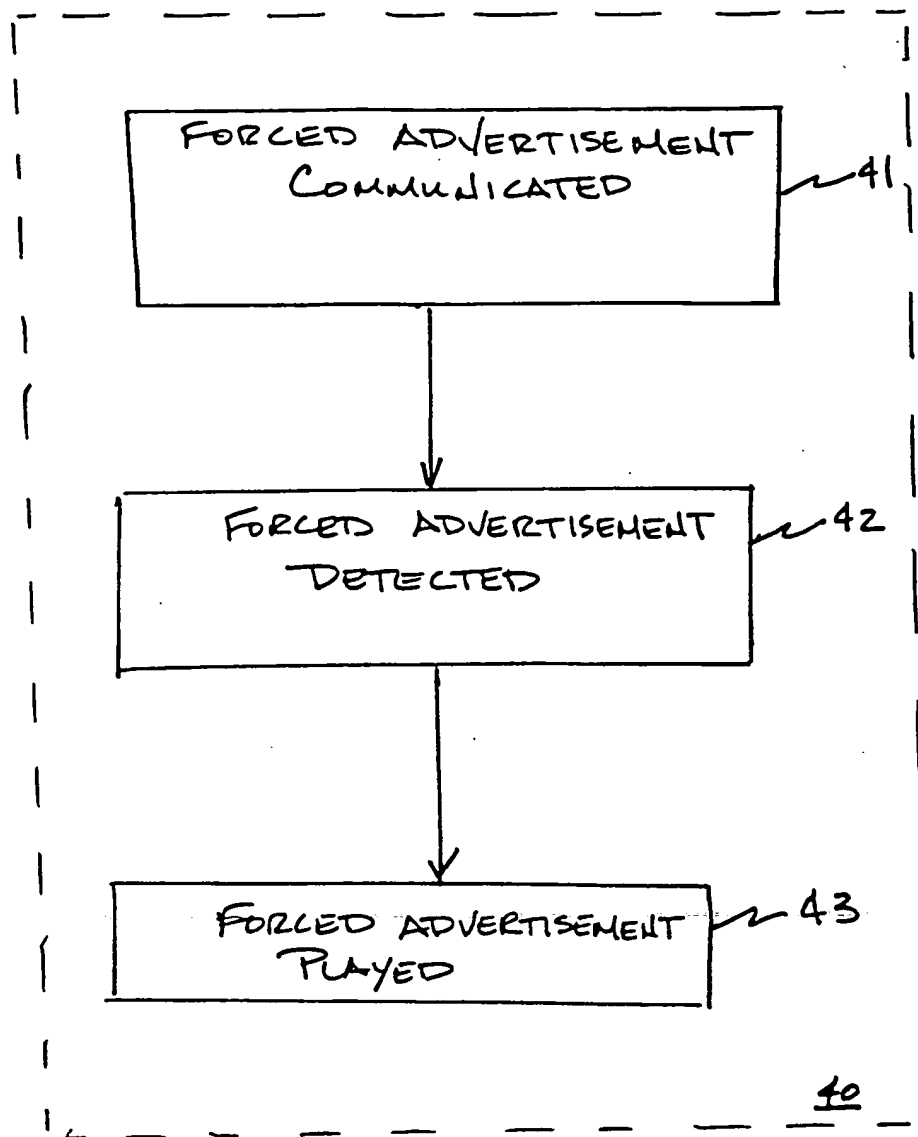 FORCED ADVERTISEMENT
COMMUNICATED
41
FORCED ADVERTISEMENT
DETECTED
42
FORCED ADVERTISEMENT
PLAYED
43
40